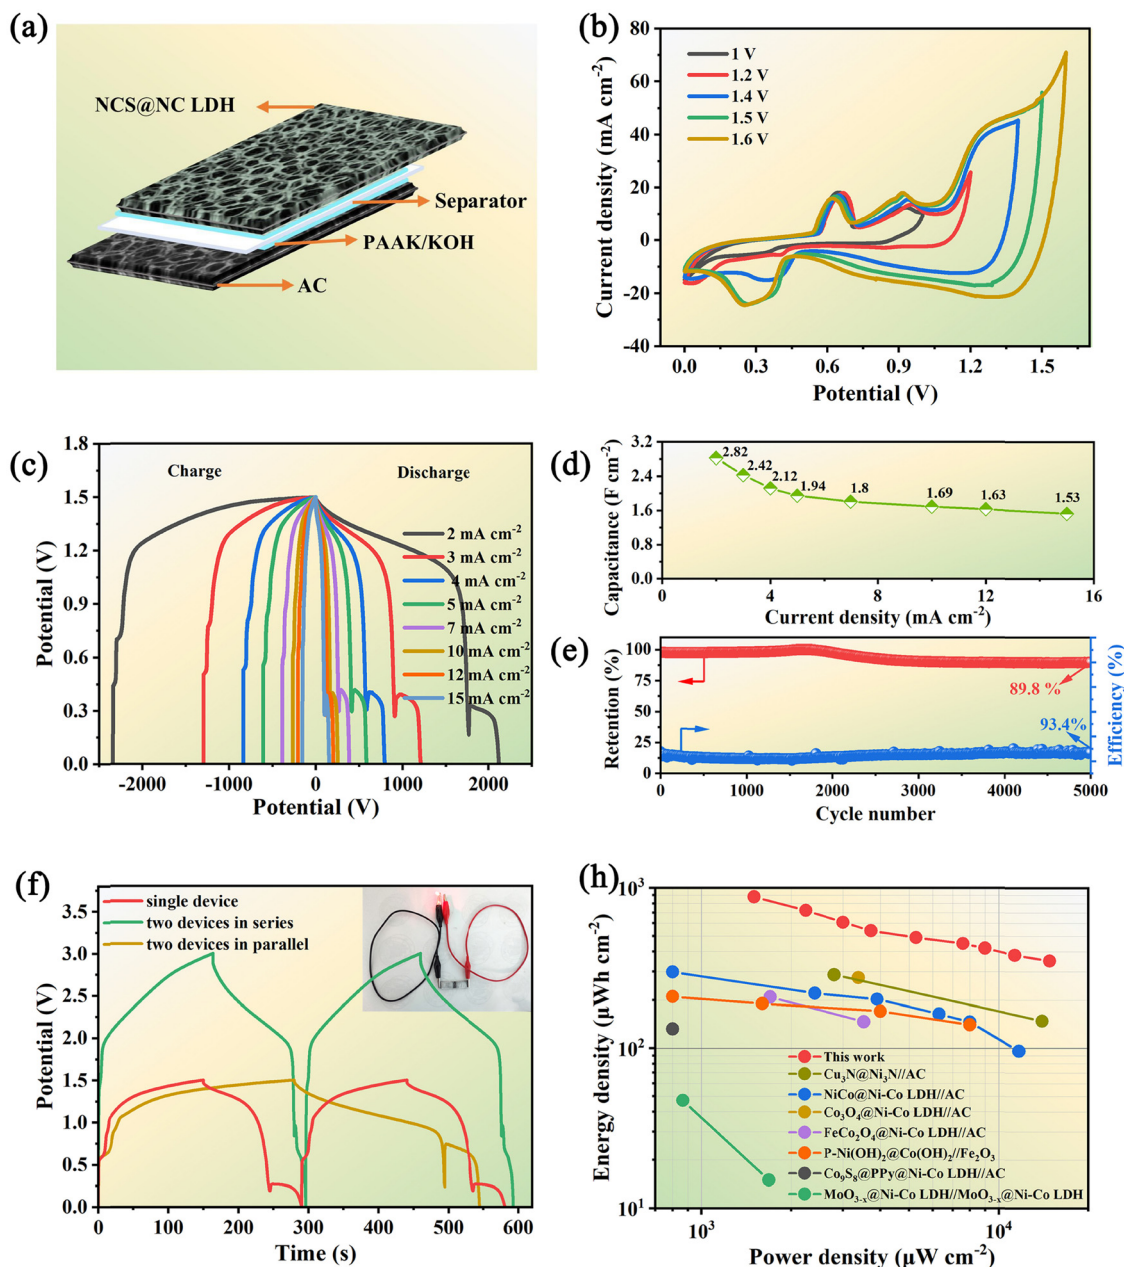 (a)
NCS@NC LDH
Separator
PAAK/KOH
AC
(b)
1 V
1.2 V
1.4 V
1.5 V
1.6 V
80
60
40
20
0
-20
-40
Current density (mA cm⁻²)
0.0 0.3 0.6 0.9 1.2 1.5
Potential (V)
(c)
Charge
Discharge
2 mA cm⁻²
3 mA cm⁻²
4 mA cm⁻²
5 mA cm⁻²
7 mA cm⁻²
10 mA cm⁻²
12 mA cm⁻²
15 mA cm⁻²
1.8
1.5
1.2
0.9
0.6
0.3
0.0
Potential (V)
-2000 -1000 0 1000 2000
Potential (V)
(d)
3.2
2.4
1.6
0.8
0.0
Capacitance (F cm⁻²)
2.82
2.42
2.12
1.94
1.8
1.69
1.63
1.53
0 4 8 12 16
Current density (mA cm⁻²)
(e)
100
75
50
25
0
Retention (%)
89.8 %
93.4%
Efficiency (%)
0 1000 2000 3000 4000 5000
Cycle number
(f)
single device
two devices in series
two devices in parallel
3.5
3.0
2.5
2.0
1.5
1.0
0.5
0.0
Potential (V)
0 100 200 300 400 500 600
Time (s)
(h)
10³
10²
10¹
Energy density (μWh cm⁻²)
This work
Cu₃N@Ni₃N//AC
NiCo@Ni-Co LDH//AC
Co₃O₄@Ni-Co LDH//AC
FeCo₂O₄@Ni-Co LDH//AC
P-Ni(OH)₂@Co(OH)₂//Fe₂O₃
Co₉S₈@PPy@Ni-Co LDH//AC
MoO₃₋ₓ@Ni-Co LDH//MoO₃₋ₓ@Ni-Co LDH
10³ 10⁴
Power density (μW cm⁻²)